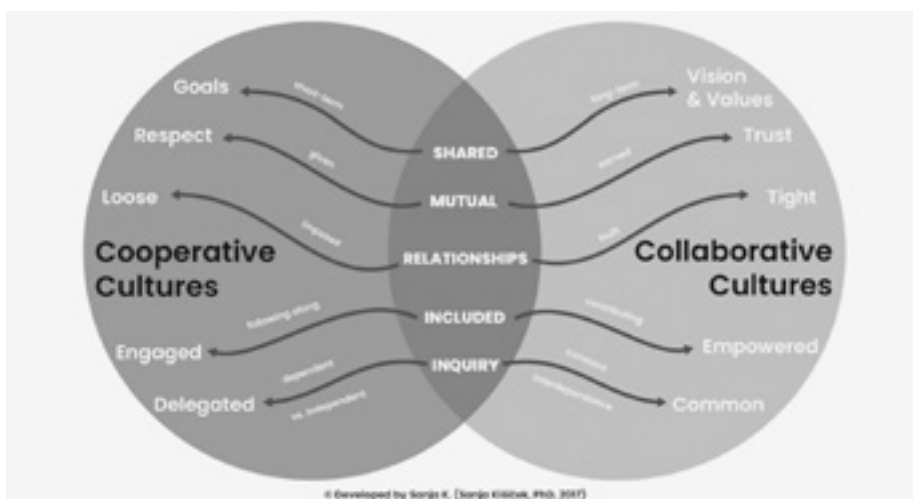 Goals
short-term
SHARED
long-term
Vision
& Values
Respect
given
MUTUAL
earned
Trust
Loose
imposed
RELATIONSHIPS
built
Tight
Cooperative
Cultures
Collaborative
Cultures
Engaged
following along
INCLUDED
contributing
Empowered
Delegated
dependent
vs. independent
INQUIRY
interdependence
Common
© Developed by Sanja K. (Sanja Kišiček, PhD, 2017)